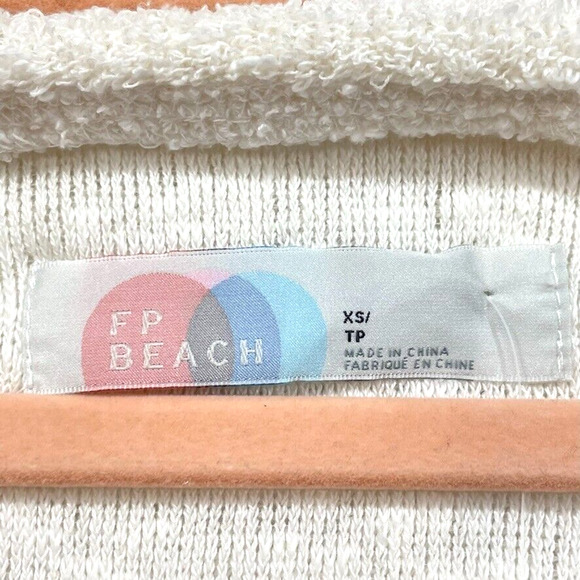 FP
BEACH
XS/
TP
MADE IN CHINA
FABRIQUÉ EN CHINE